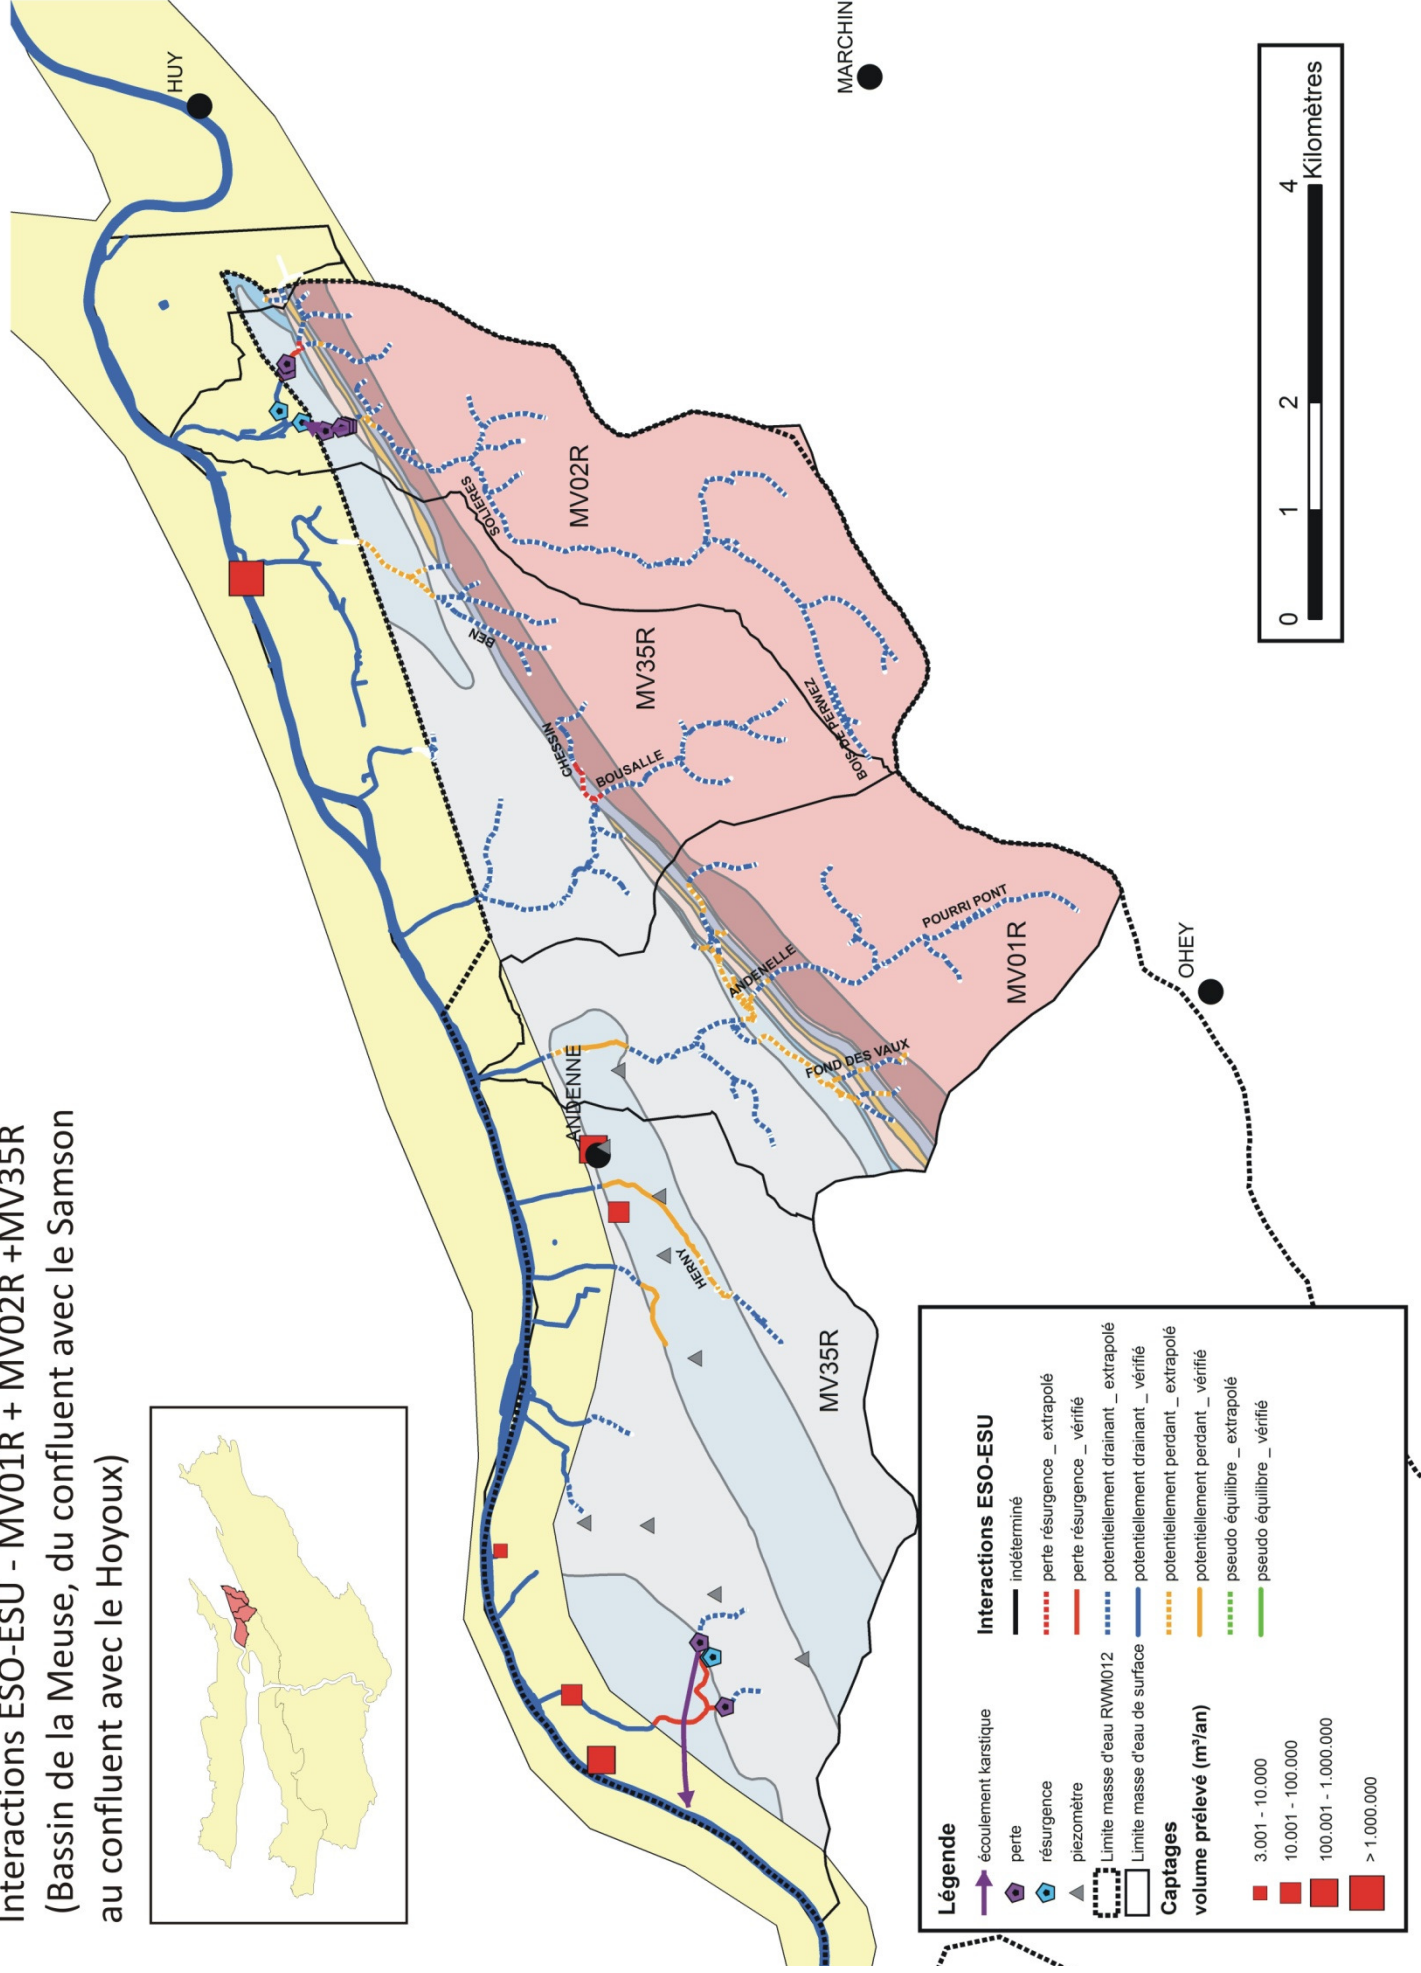 Interactions ESO-ESU - MV01R + MV02R +MV35R
(Bassin de la Meuse, du confluent avec le Samson
au confluent avec le Hoyoux)
HUY
MARCHIN
SOLIERES
MV02R
BEN
MV35R
CHESSIN
BOUSALLE
BOIS DE PERWEZ
ANDENNE
ANDENELLE
POURRI PONT
MV01R
FOND DES VAUX
OHEY
HERNY
MV35R
0 1 2 4
Kilomètres
Légende
écoulement karstique
perte
résurgence
piezomètre
Limite masse d'eau RWM012
Limite masse d'eau de surface
Captages
volume prélevé (m³/an)
3.001 - 10.000
10.001 - 100.000
100.001 - 1.000.000
> 1.000.000
Interactions ESO-ESU
indéterminé
perte résurgence _ extrapolé
perte résurgence _ vérifié
potentiellement drainant _ extrapolé
potentiellement drainant _ vérifié
potentiellement perdant _ extrapolé
potentiellement perdant _ vérifié
pseudo équilibre _ extrapolé
pseudo équilibre _ vérifié